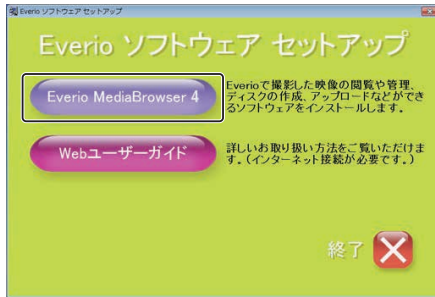 Everio ソフトウェア セットアップ
Everio ソフトウェア セットアップ
Everio MediaBrowser 4
Everioで撮影した映像の閲覧や管理、
ディスクの作成、アップロードなどができ
るソフトウェアをインストールします。
Webユーザーガイド
詳しいお取り扱い方法をご覧いただけま
す。（インターネット接続が必要です。）
終了